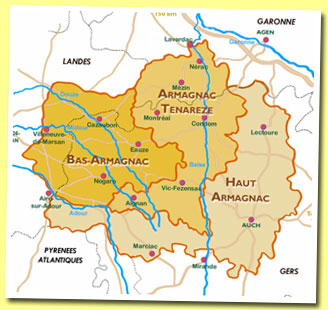 150 km
GARONNE
Lavardac
AGEN
Garonne
LANDES
Nérac
Mézin
Douze
ARMAGNAC
TENAREZE
Midour
Cazaubon
Montréal
Condom
Villeneuve-
de-Marsan
Lectoure
Eauze
BAS-ARMAGNAC
Baïse
Nogaro
Vic-Fezensac
HAUT
ARMAGNAC
Aire
sur-Adour
Aignan
Adour
AUCH
PYRENEES
ATLANTIQUES
Marciac
Mirande
GERS